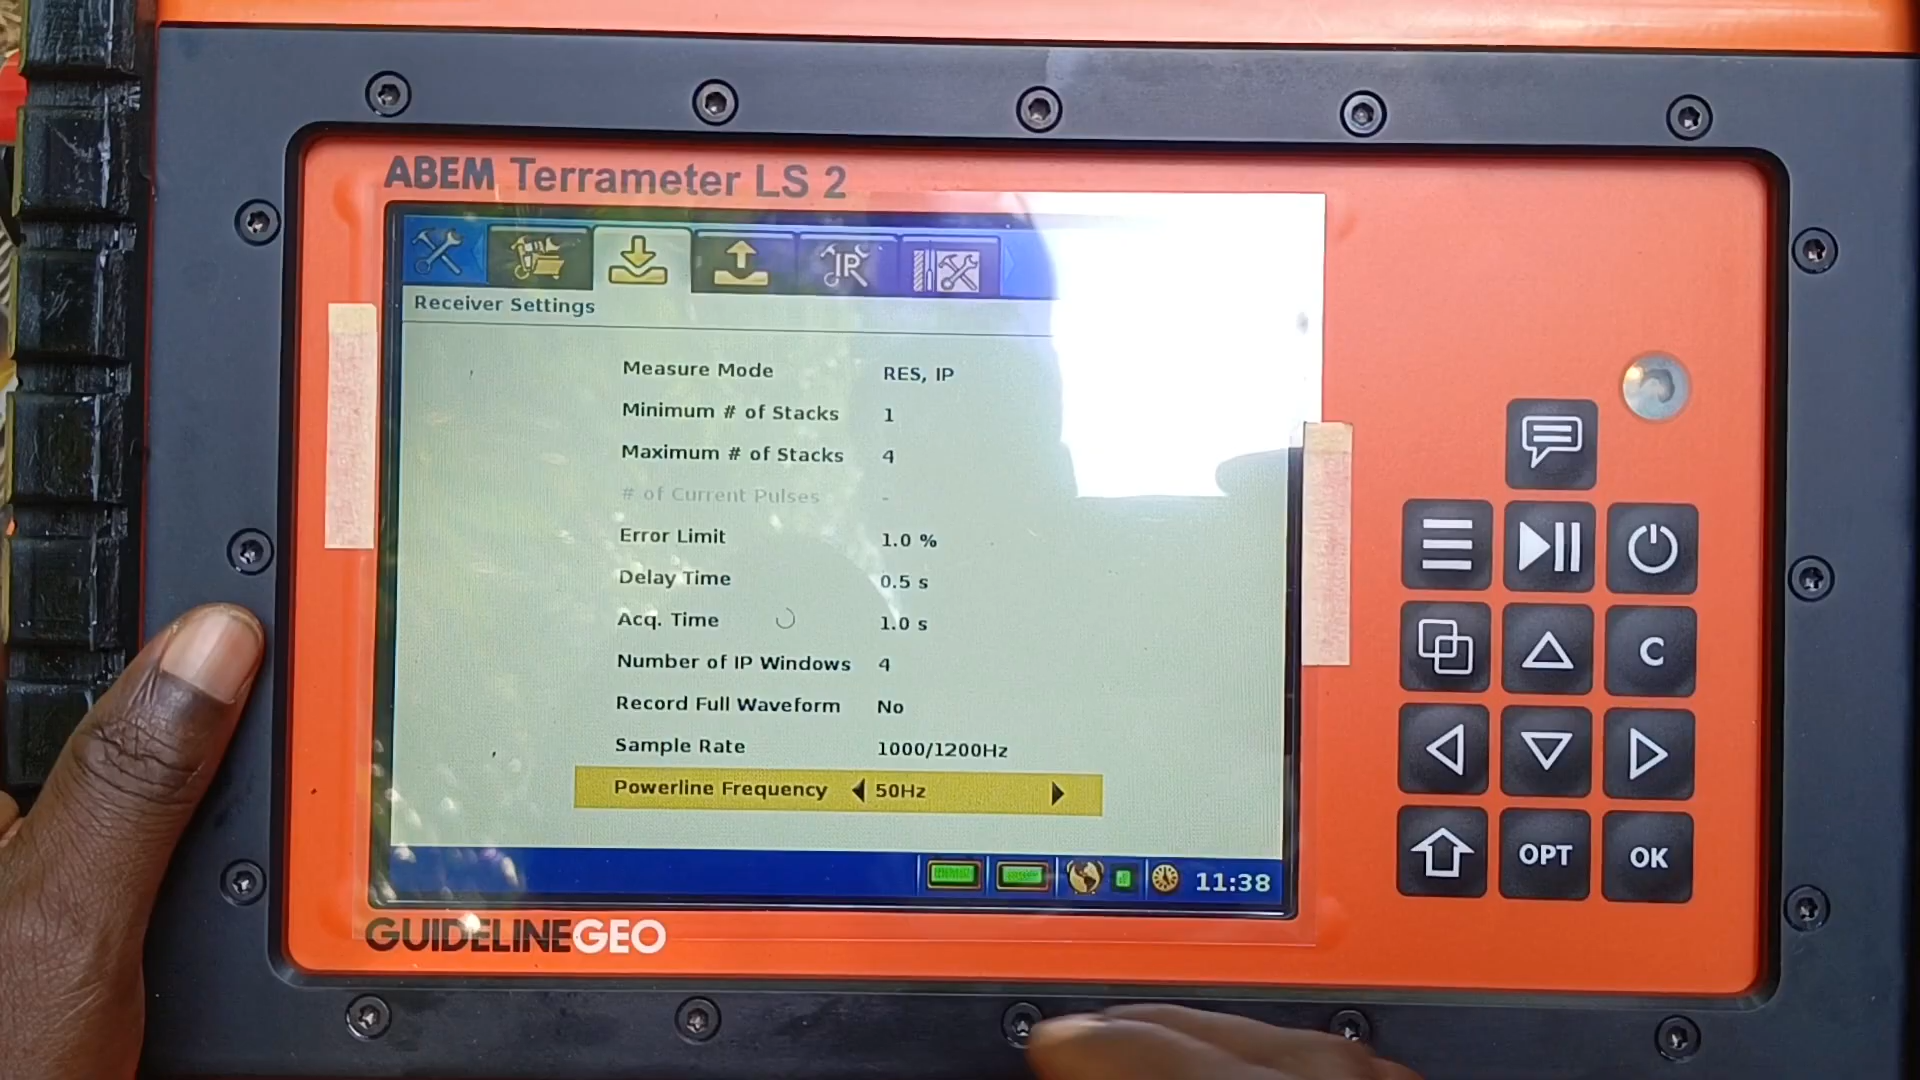 ABEM Terrameter LS 2
IR
Receiver Settings
Measure Mode RES, IP
Minimum # of Stacks 1
Maximum # of Stacks 4
# of Current Pulses -
Error Limit 1.0 %
Delay Time 0.5 s
Acq. Time 1.0 s
Number of IP Windows 4
Record Full Waveform No
Sample Rate 1000/1200Hz
Powerline Frequency 50Hz
11:38
GUIDELINEGEO
C
OPT
OK